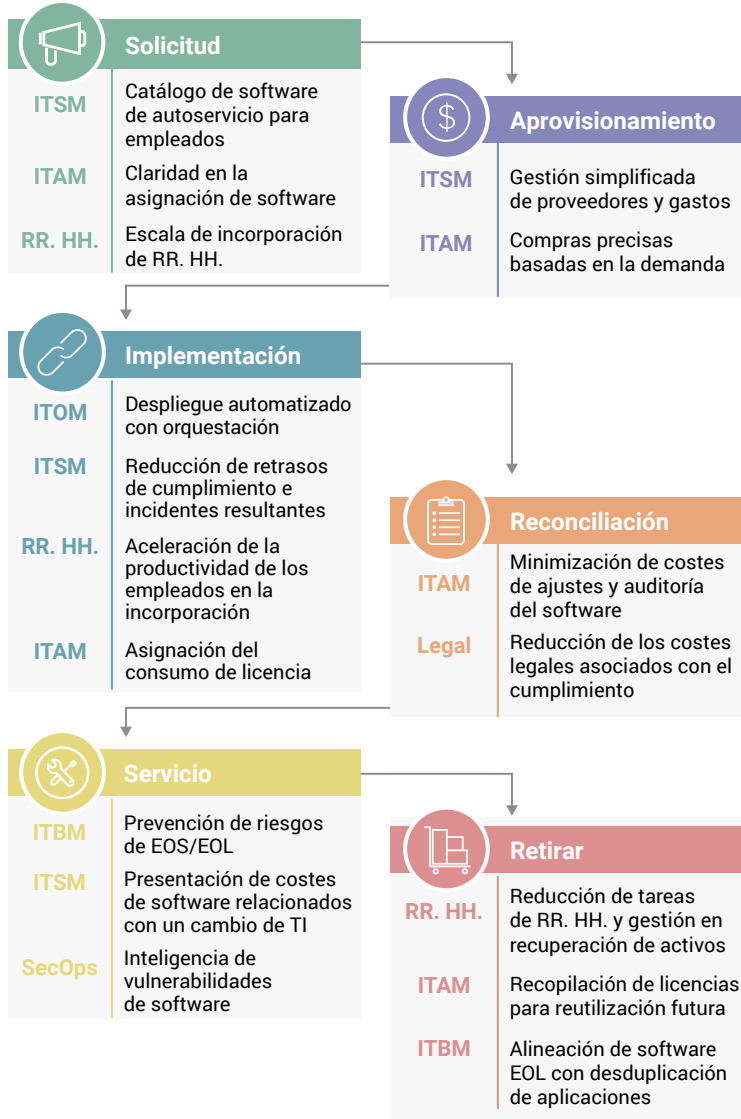 Solicitud
ITSM
Catálogo de software
de autoservicio para
empleados
ITAM
Claridad en la
asignación de software
RR. HH.
Escala de incorporación
de RR. HH.
$
Aprovisionamiento
ITSM
Gestión simplificada
de proveedores y gastos
ITAM
Compras precisas
basadas en la demanda
Implementación
ITOM
Despliegue automatizado
con orquestación
ITSM
Reducción de retrasos
de cumplimiento e
incidentes resultantes
RR. HH.
Aceleración de la
productividad de los
empleados en la
incorporación
ITAM
Asignación del
consumo de licencia
Reconciliación
ITAM
Minimización de costes
de ajustes y auditoría
del software
Legal
Reducción de los costes
legales asociados con el
cumplimiento
Servicio
ITBM
Prevención de riesgos
de EOS/EOL
ITSM
Presentación de costes
de software relacionados
con un cambio de TI
SecOps
Inteligencia de
vulnerabilidades
de software
Retirar
RR. HH.
Reducción de tareas
de RR. HH. y gestión en
recuperación de activos
ITAM
Recopilación de licencias
para reutilización futura
ITBM
Alineación de software
EOL con desduplicación
de aplicaciones